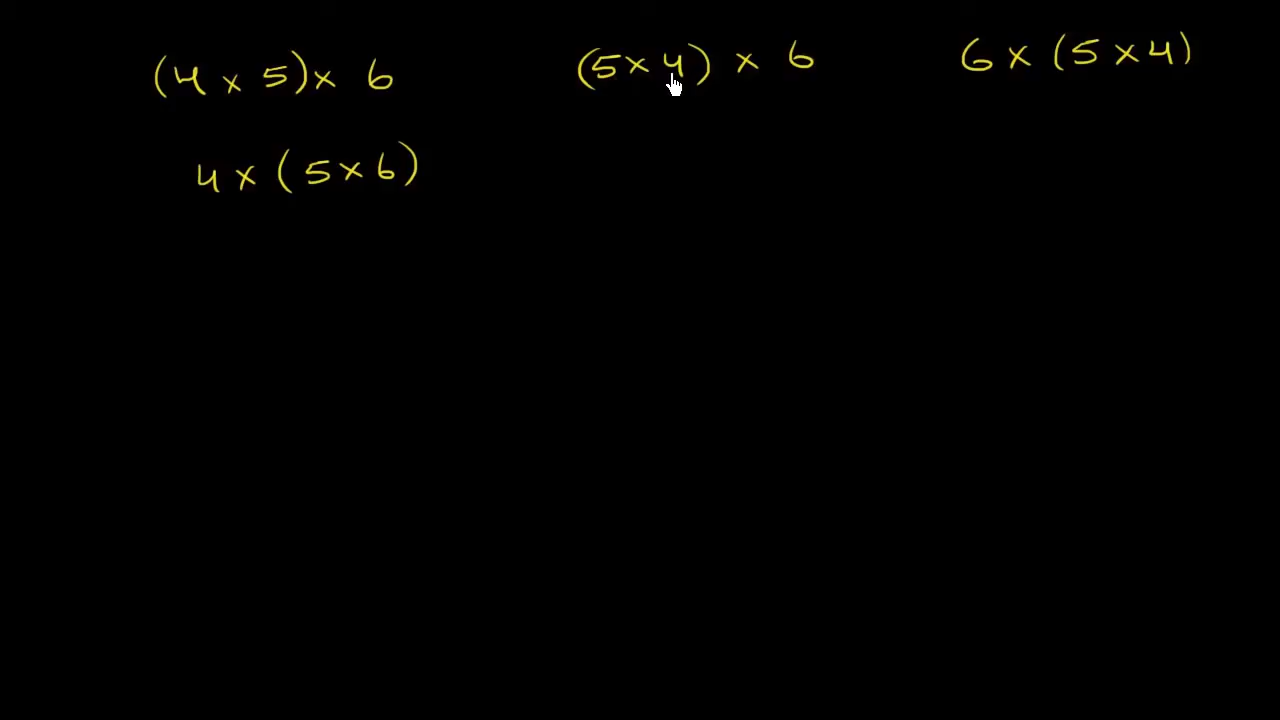 (4 × 5) × 6
(5 × 4) × 6
6 × (5 × 4)
4 × (5 × 6)